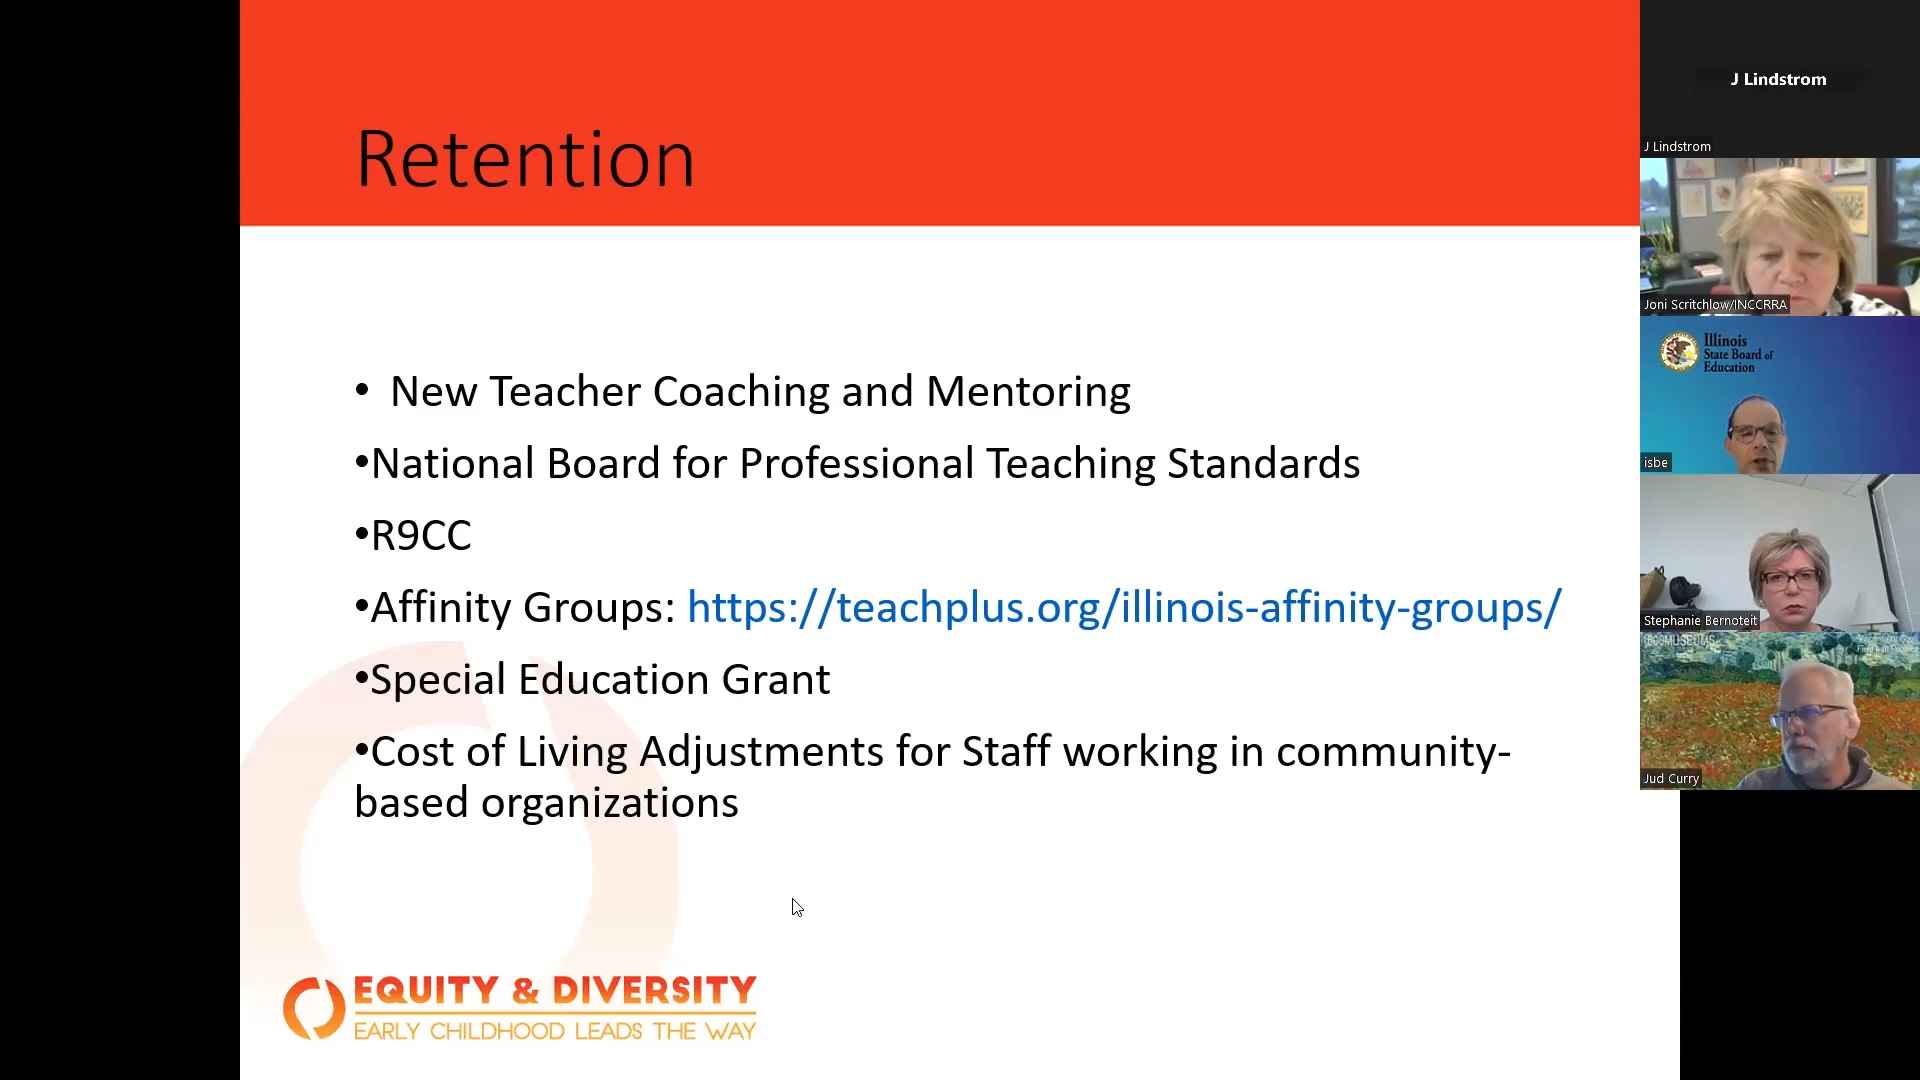 Retention
• New Teacher Coaching and Mentoring
•National Board for Professional Teaching Standards
•R9CC
•Affinity Groups: https://teachplus.org/illinois-affinity-groups/
•Special Education Grant
•Cost of Living Adjustments for Staff working in community-
based organizations
EQUITY & DIVERSITY
EARLY CHILDHOOD LEADS THE WAY
J Lindstrom
J Lindstrom
Joni Scritchlow/INCCRRA
Illinois
State Board of
Education
isbe
Stephanie Bernoteit
Jud Curry